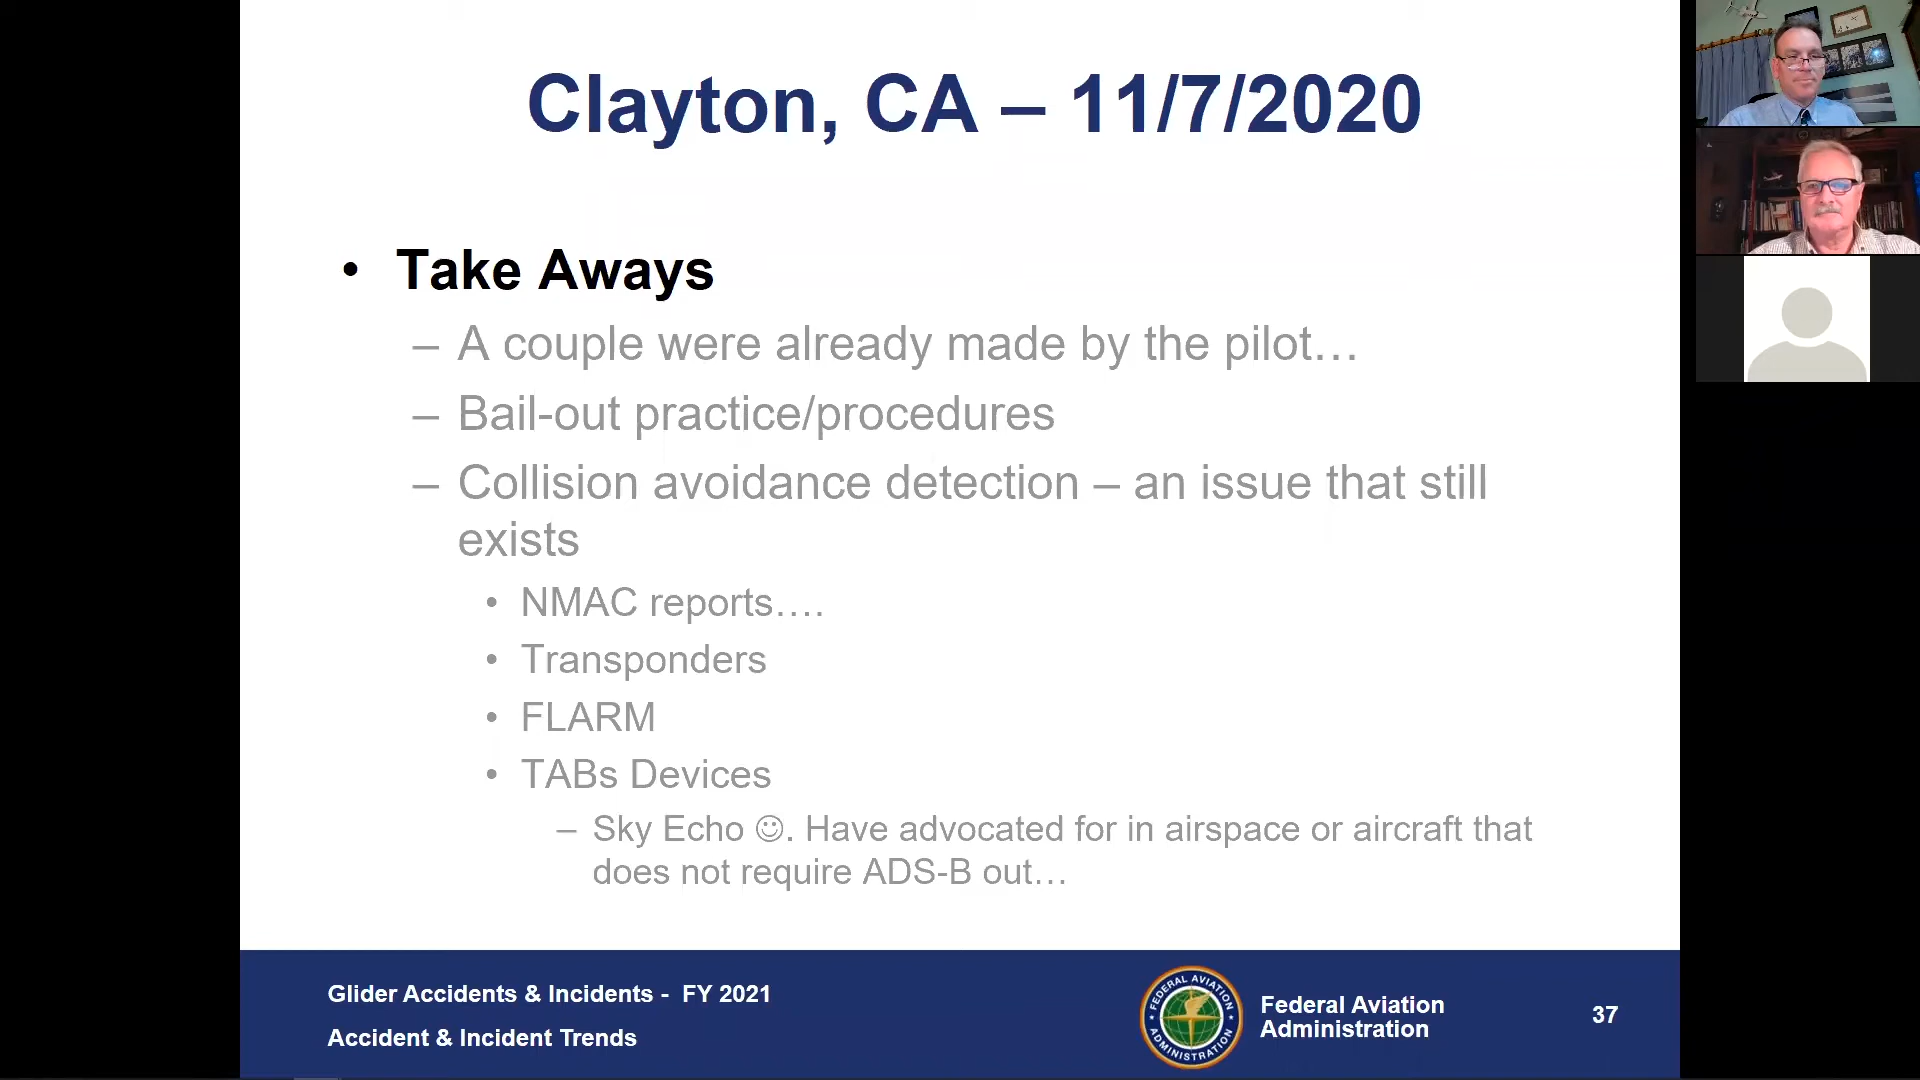 Clayton, CA – 11/7/2020
• Take Aways
– A couple were already made by the pilot…
– Bail-out practice/procedures
– Collision avoidance detection – an issue that still
exists
• NMAC reports….
• Transponders
• FLARM
• TABs Devices
– Sky Echo ☺. Have advocated for in airspace or aircraft that
does not require ADS-B out…
Glider Accidents & Incidents - FY 2021
Accident & Incident Trends
FEDERAL AVIATION
ADMINISTRATION
Federal Aviation
Administration
37